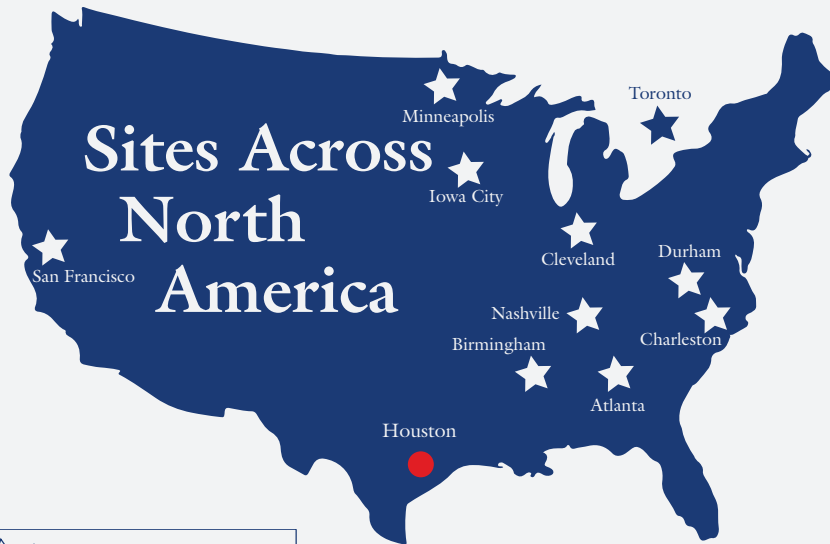 Toronto
Minneapolis
Sites Across
North
America
Iowa City
San Francisco
Cleveland
Durham
Nashville
Charleston
Birmingham
Atlanta
Houston